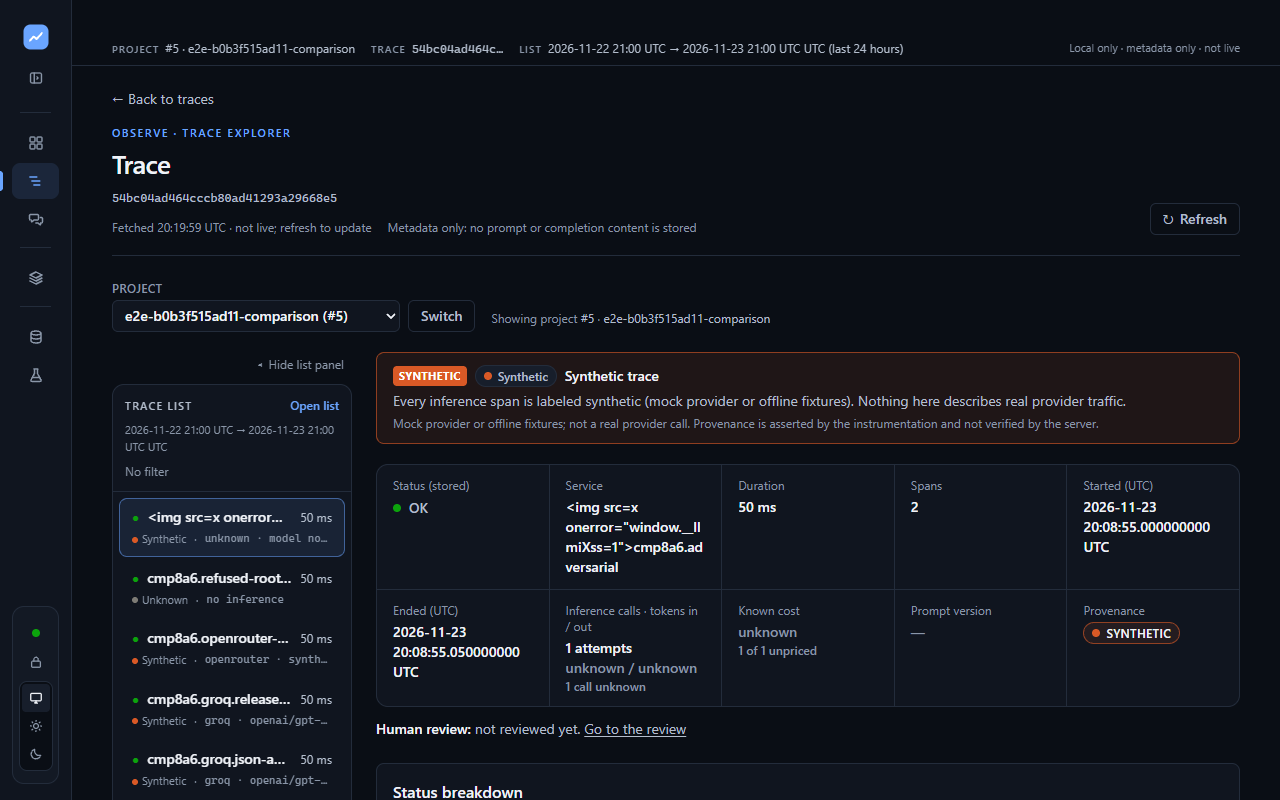 PROJECT #5 · e2e-b0b3f515ad11-comparison TRACE 54bc04ad464c… LIST 2026-11-22 21:00 UTC → 2026-11-23 21:00 UTC UTC (last 24 hours) Local only · metadata only · not live
← Back to traces
OBSERVE · TRACE EXPLORER
Trace
54bc04ad464cccb80ad41293a29668e5
Fetched 20:19:59 UTC · not live; refresh to update Metadata only: no prompt or completion content is stored
↻ Refresh
PROJECT
e2e-b0b3f515ad11-comparison (#5) Switch Showing project #5 · e2e-b0b3f515ad11-comparison
Hide list panel
TRACE LIST Open list
2026-11-22 21:00 UTC → 2026-11-23 21:00
UTC UTC
No filter
<img src=x onerror... 50 ms
Synthetic · unknown · model no…
cmp8a6.refused-root... 50 ms
Unknown · no inference
cmp8a6.openrouter-... 50 ms
Synthetic · openrouter · synth…
cmp8a6.groq.release... 50 ms
Synthetic · groq · openai/gpt-…
cmp8a6.groq.json-a... 50 ms
Synthetic · groq · openai/gpt-…
SYNTHETIC Synthetic Synthetic trace
Every inference span is labeled synthetic (mock provider or offline fixtures). Nothing here describes real provider traffic.
Mock provider or offline fixtures; not a real provider call. Provenance is asserted by the instrumentation and not verified by the server.
Status (stored)
OK
Service
<img src=x
onerror="window.__ll
miXss=1">cmp8a6.ad
versarial
Duration
50 ms
Spans
2
Started (UTC)
2026-11-23
20:08:55.000000000
UTC
Ended (UTC)
2026-11-23
20:08:55.050000000
UTC
Inference calls · tokens in
/ out
1 attempts
unknown / unknown
1 call unknown
Known cost
unknown
1 of 1 unpriced
Prompt version
—
Provenance
SYNTHETIC
Human review: not reviewed yet. Go to the review
Status breakdown